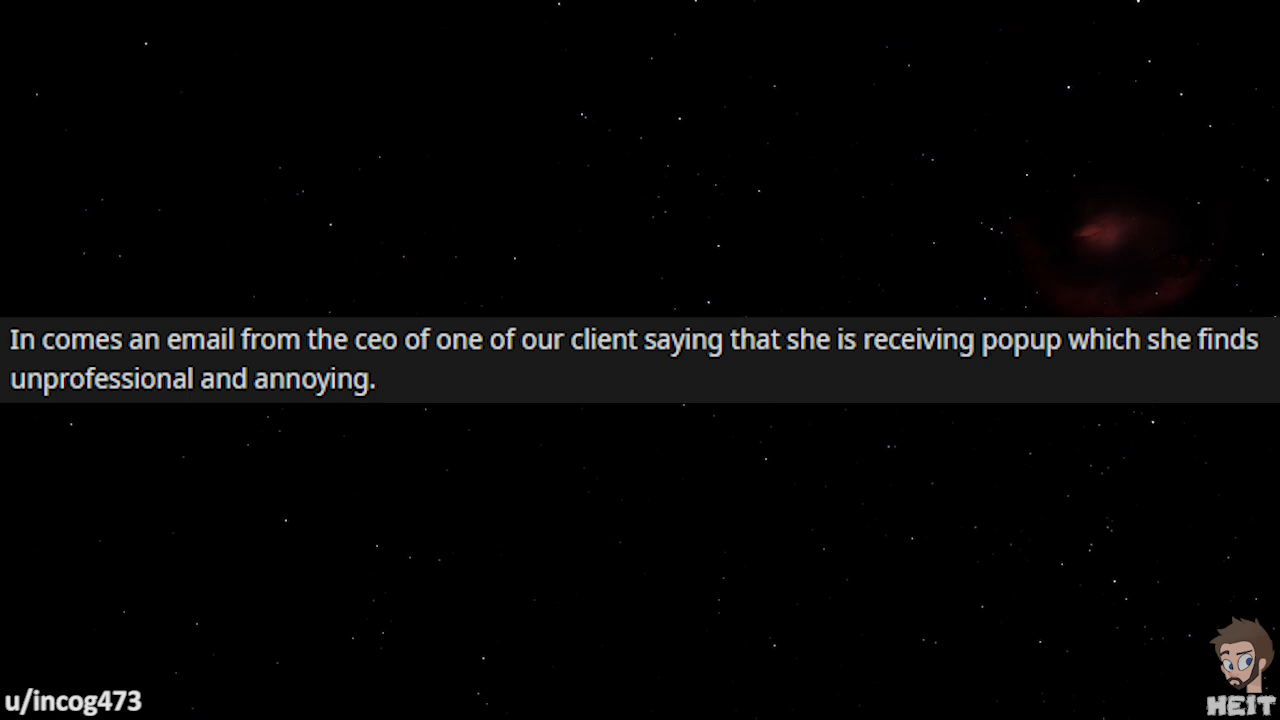 In comes an email from the ceo of one of our client saying that she is receiving popup which she finds
unprofessional and annoying.
u/incog473
HEIT